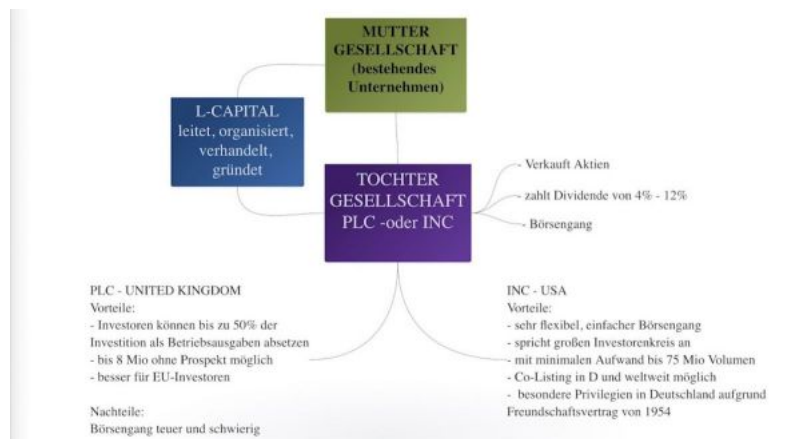 MUTTER
GESELLSCHAFT
(bestehendes
Unternehmen)
L-CAPITAL
leitet, organisiert,
verhandelt,
gründet
TOCHTER
GESELLSCHAFT
PLC -oder INC
- Verkauft Aktien
- zahlt Dividende von 4% - 12%
- Börsengang
PLC - UNITED KINGDOM
Vorteile:
- Investoren können bis zu 50% der
Investition als Betriebsausgaben absetzen
- bis 8 Mio ohne Prospekt möglich
- besser für EU-Investoren
Nachteile:
Börsengang teuer und schwierig
INC - USA
Vorteile:
- sehr flexibel, einfacher Börsengang
- spricht großen Investorenkreis an
- mit minimalen Aufwand bis 75 Mio Volumen
- Co-Listing in D und weltweit möglich
- besondere Privilegien in Deutschland aufgrund
Freundschaftsvertrag von 1954